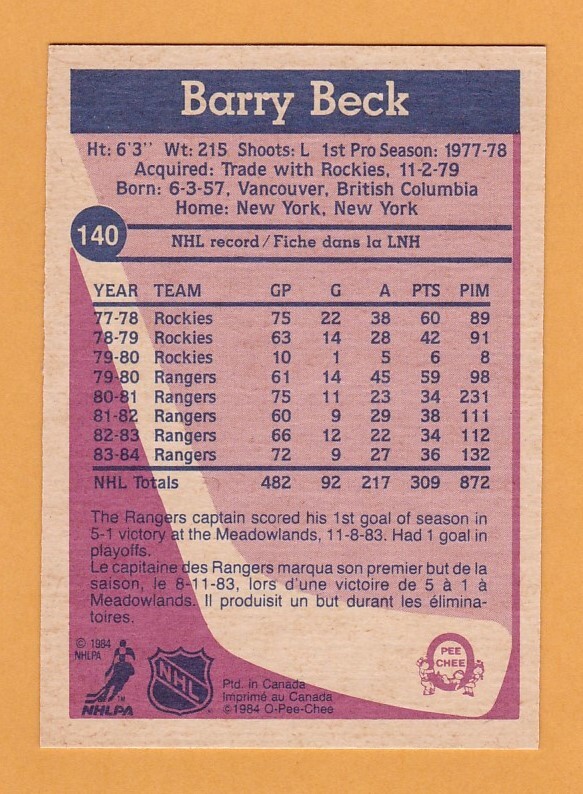 Barry Beck
Ht: 6'3" Wt: 215 Shoots: L 1st Pro Season: 1977-78
Acquired: Trade with Rockies, 11-2-79
Born: 6-3-57, Vancouver, British Columbia
Home: New York, New York
140
NHL record/Fiche dans la LNH
YEAR TEAM GP G A PTS PIM
77-78 Rockies 75 22 38 60 89
78-79 Rockies 63 14 28 42 91
79-80 Rockies 10 1 5 6 8
79-80 Rangers 61 14 45 59 98
80-81 Rangers 75 11 23 34 231
81-82 Rangers 60 9 29 38 111
82-83 Rangers 66 12 22 34 112
83-84 Rangers 72 9 27 36 132
NHL Totals 482 92 217 309 872
The Rangers captain scored his 1st goal of season in
5-1 victory at the Meadowlands, 11-8-83. Had 1 goal in
playoffs.
Le capitaine des Rangers marqua son premier but de la
saison, le 8-11-83, lors d'une victoire de 5 à 1 à
Meadowlands. Il produisit un but durant les élimina-
toires.
© 1984
NHLPA
TM
NHLPA
NHL
Ptd. in Canada
Imprimé au Canada
©1984 O-Pee-Chee
O
PEE
CHEE